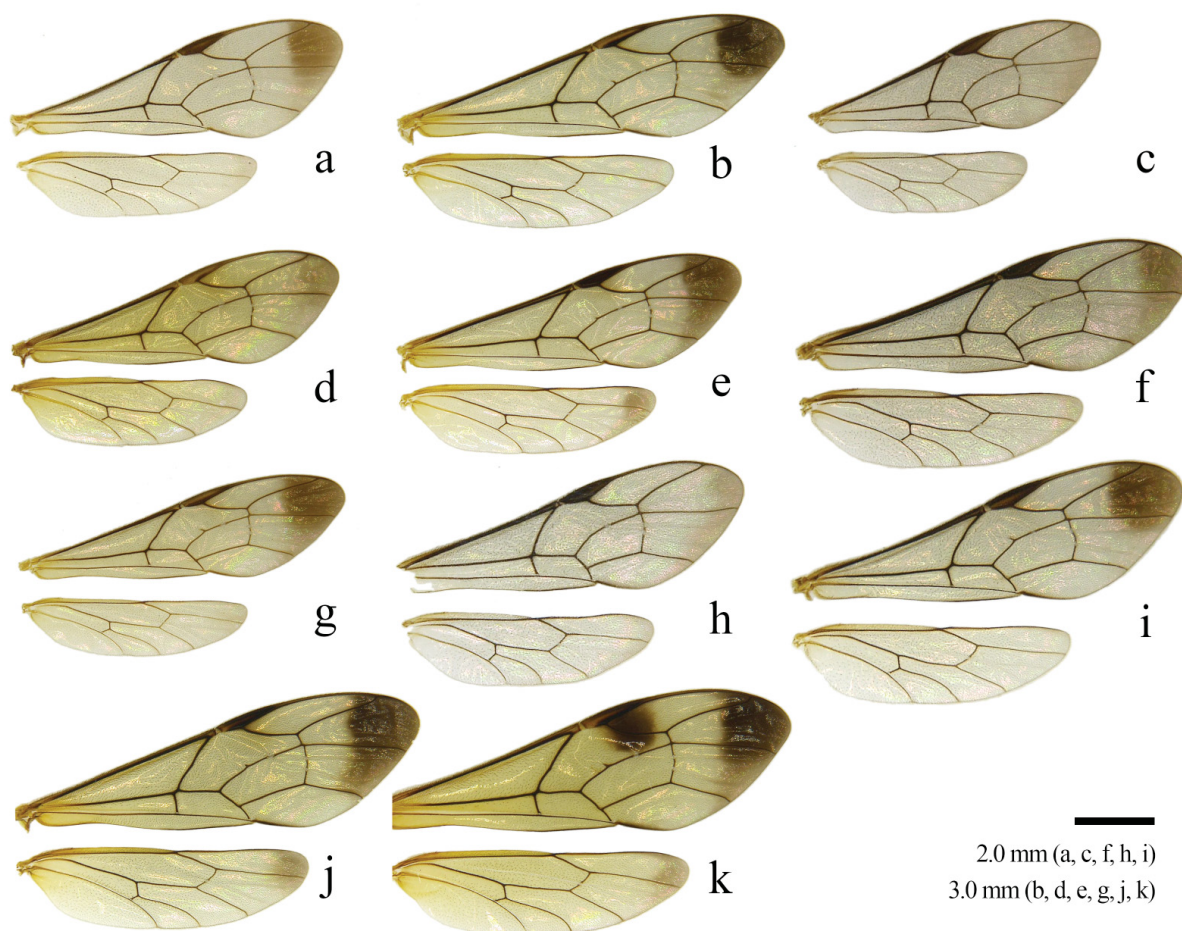 a
b
c
d
e
f
g
h
i
j
k
2.0 mm (a, c, f, h, i)
3.0 mm (b, d, e, g, j, k)